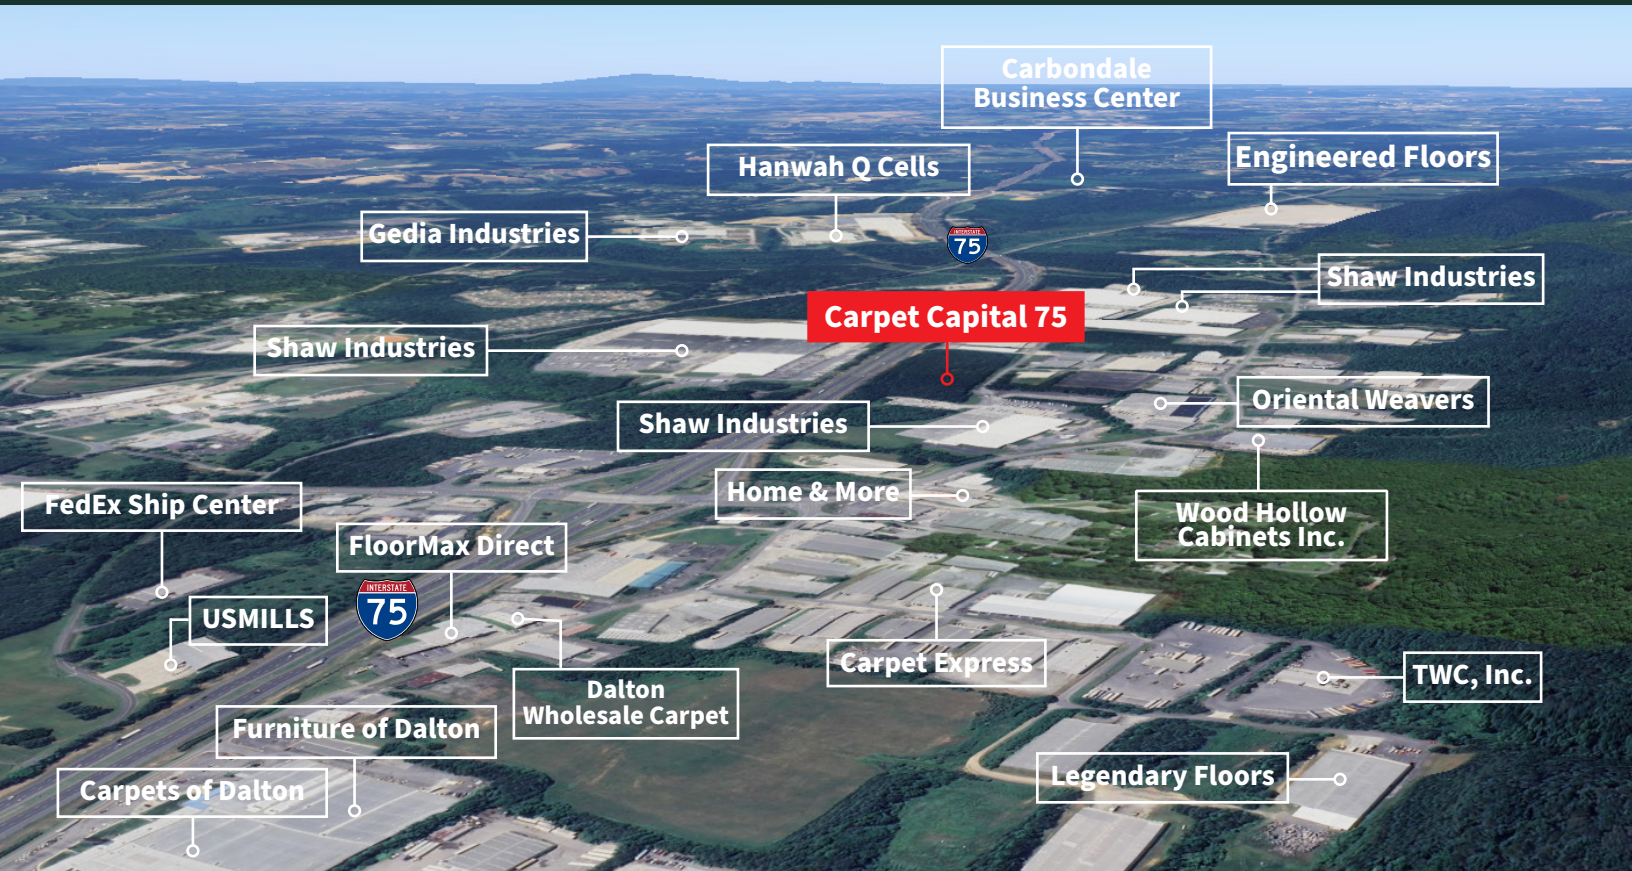 Carbondale
Business Center
Engineered Floors
Hanwah Q Cells
Gedia Industries
INTERSTATE
75
Shaw Industries
Carpet Capital 75
Shaw Industries
Oriental Weavers
Shaw Industries
Home & More
FedEx Ship Center
Wood Hollow
Cabinets Inc.
FloorMax Direct
INTERSTATE
75
USMILLS
Carpet Express
TWC, Inc.
Dalton
Wholesale Carpet
Furniture of Dalton
Legendary Floors
Carpets of Dalton